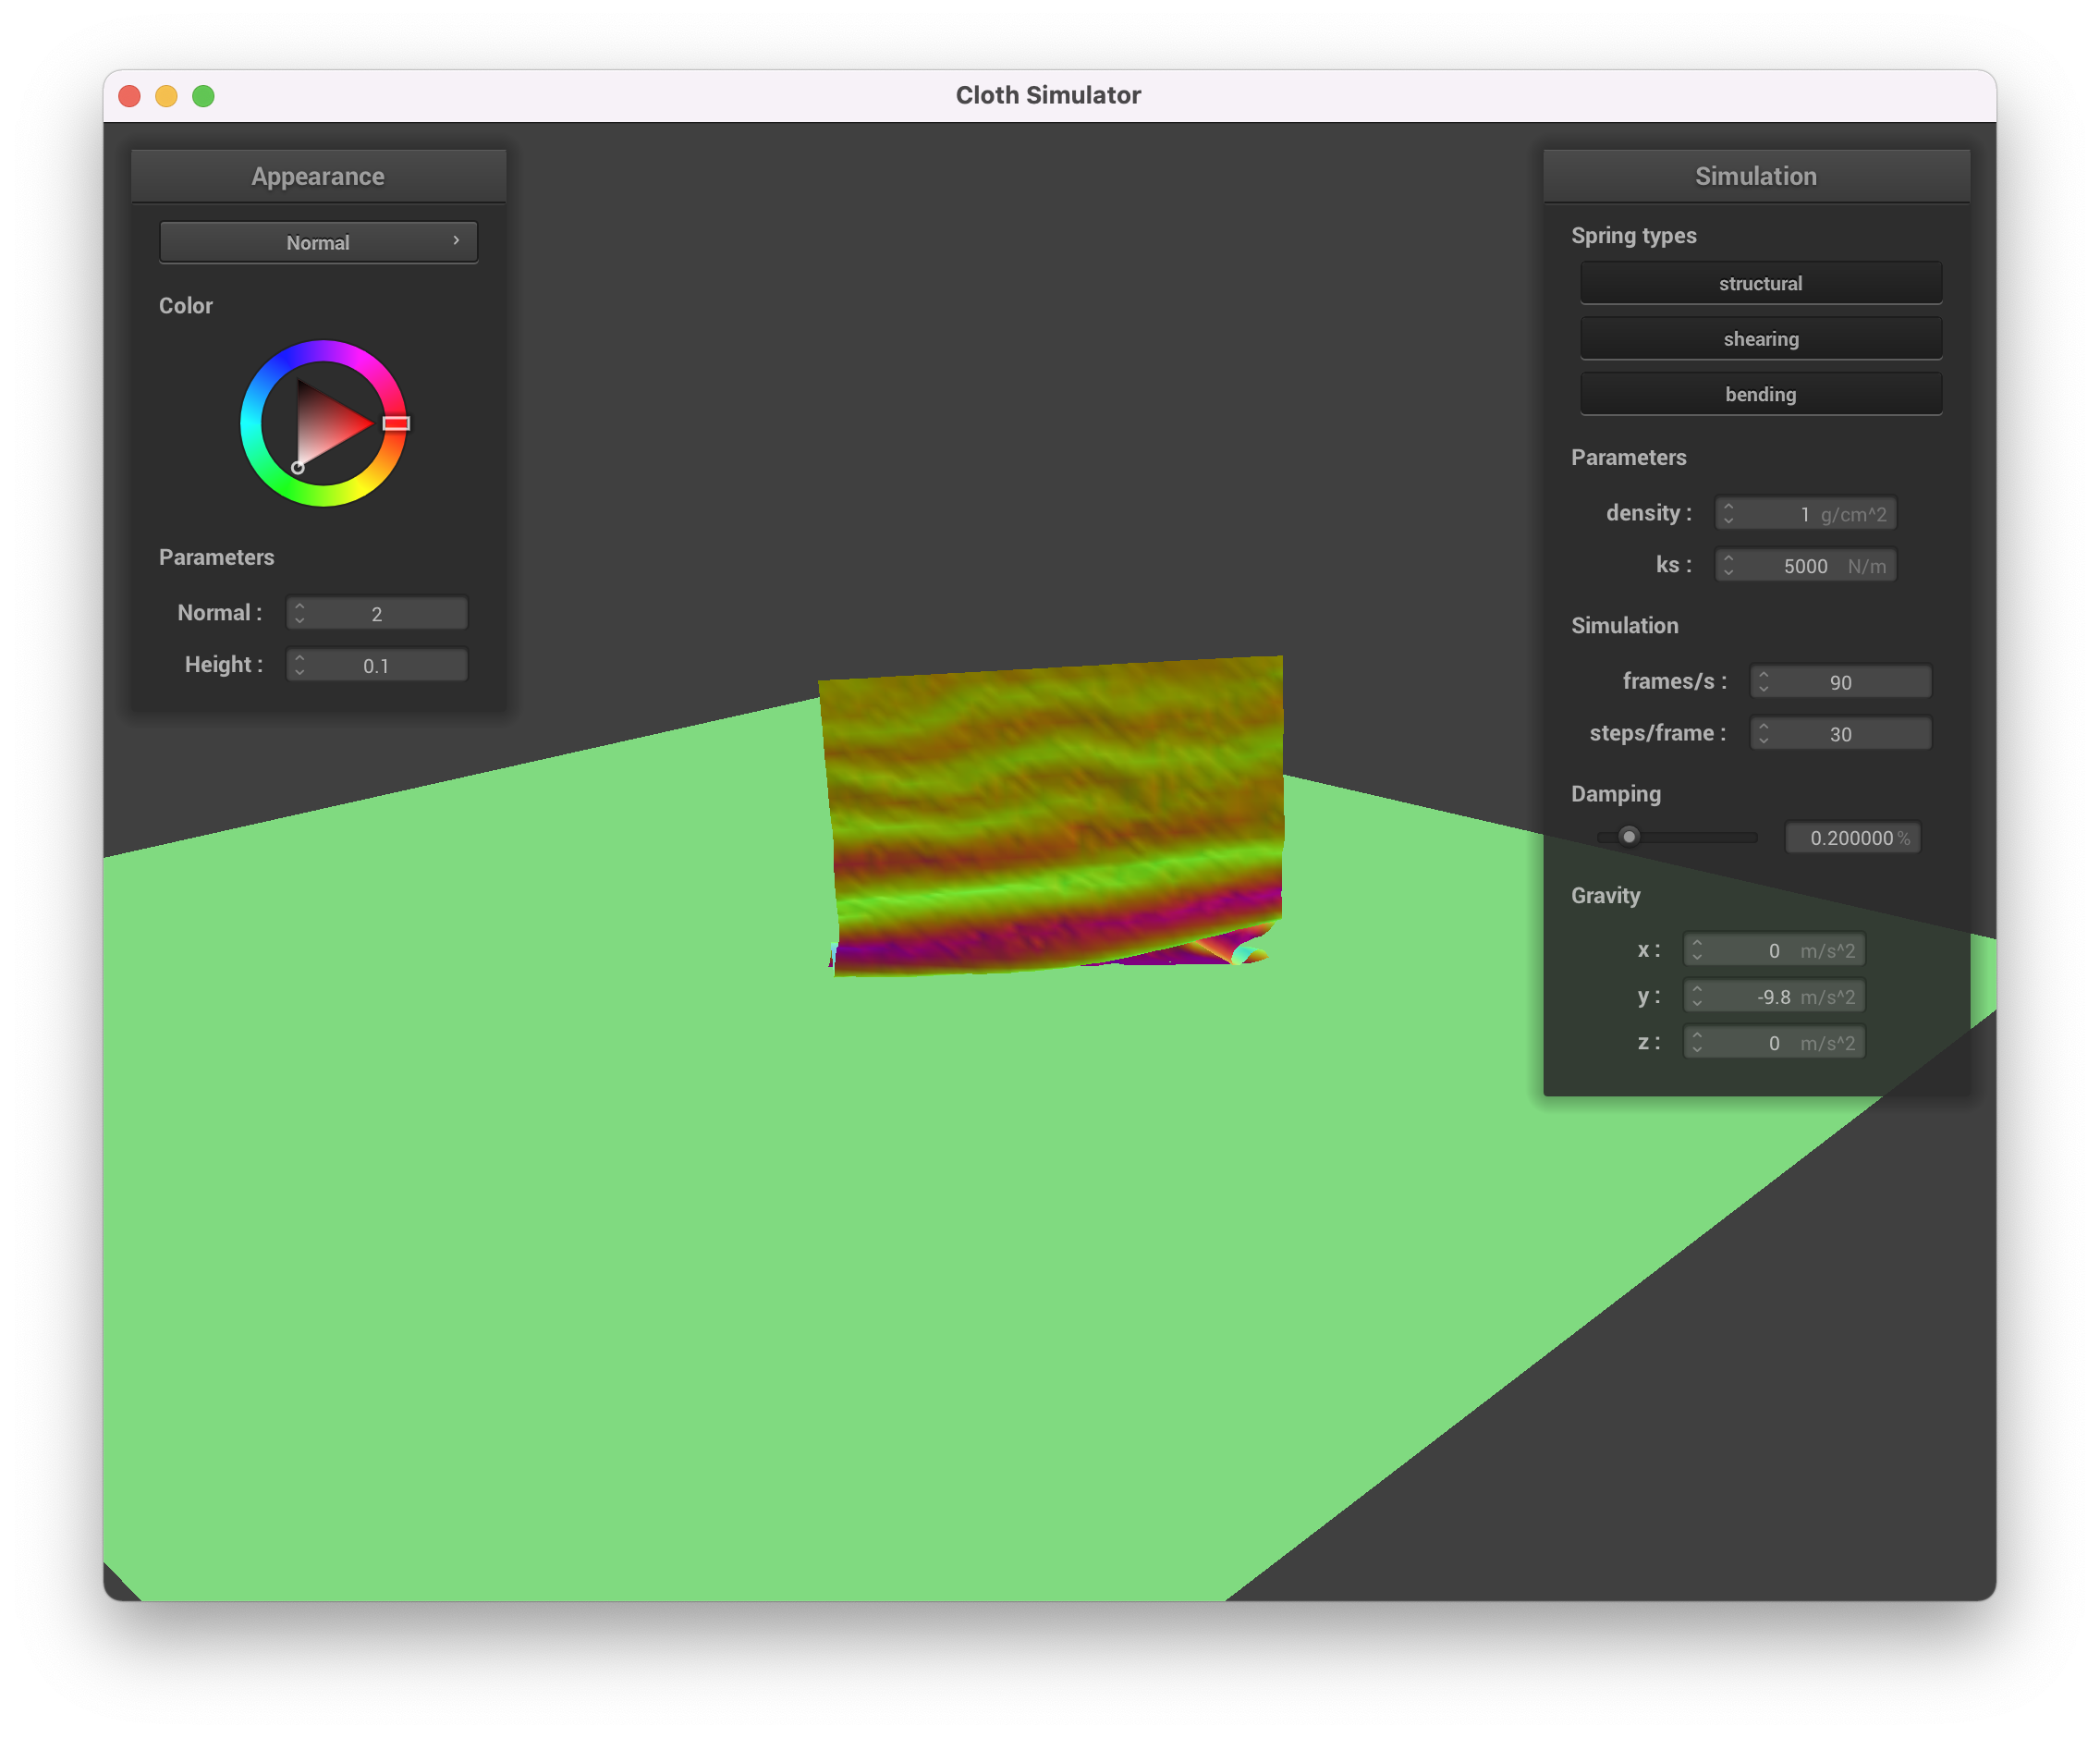 Cloth Simulator
Appearance
Normal
Color
Parameters
Normal : 2
Height : 0.1
Simulation
Spring types
structural
shearing
bending
Parameters
density : 1 g/cm^2
ks : 5000 N/m
Simulation
frames/s : 90
steps/frame : 30
Damping
0.200000 %
Gravity
x : 0 m/s^2
y : -9.8 m/s^2
z : 0 m/s^2